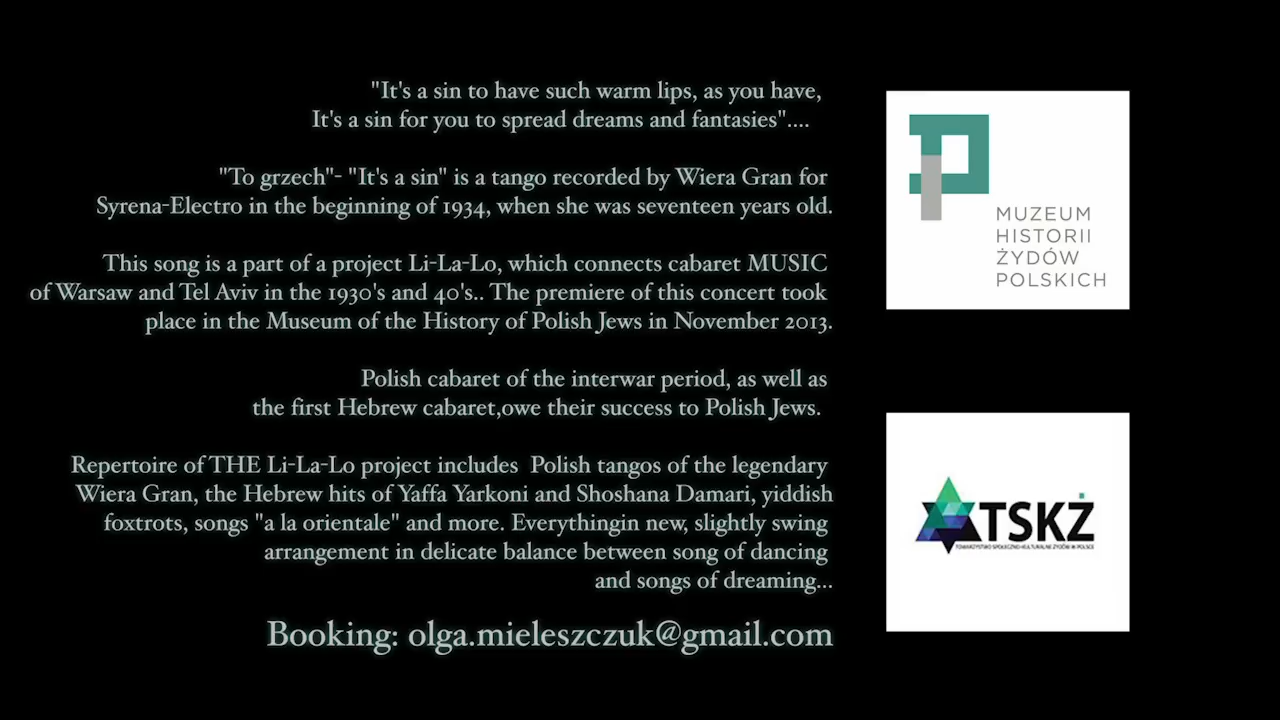 "It's a sin to have such warm lips, as you have,
It's a sin for you to spread dreams and fantasies"....
"To grzech"- "It's a sin" is a tango recorded by Wiera Gran for
Syrena-Electro in the beginning of 1934, when she was seventeen years old.
This song is a part of a project Li-La-Lo, which connects cabaret MUSIC
of Warsaw and Tel Aviv in the 1930's and 40's.. The premiere of this concert took
place in the Museum of the History of Polish Jews in November 2013.
Polish cabaret of the interwar period, as well as
the first Hebrew cabaret,owe their success to Polish Jews.
Repertoire of THE Li-La-Lo project includes  Polish tangos of the legendary
Wiera Gran, the Hebrew hits of Yaffa Yarkoni and Shoshana Damari, yiddish
foxtrots, songs "a la orientale" and more. Everythingin new, slightly swing
arrangement in delicate balance between song of dancing
and songs of dreaming...
Booking: olga.mieleszczuk@gmail.com
MUZEUM
HISTORII
ŻYDÓW
POLSKICH
TSKŻ
TOWARZYSTWO SPOŁECZNO-KULTURALNE ŻYDÓW W POLSCE